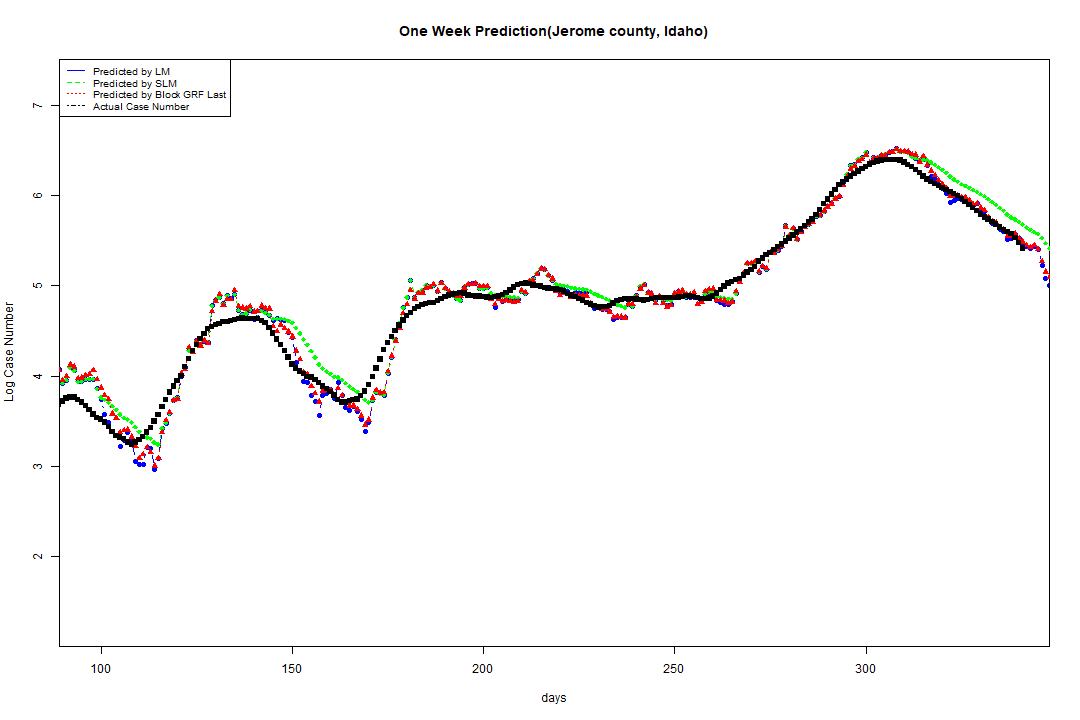 One Week Prediction(Jerome county, Idaho)
Predicted by LM
Predicted by SLM
Predicted by Block GRF Last
Actual Case Number
Log Case Number
7
6
5
4
3
2
100 150 200 250 300
days